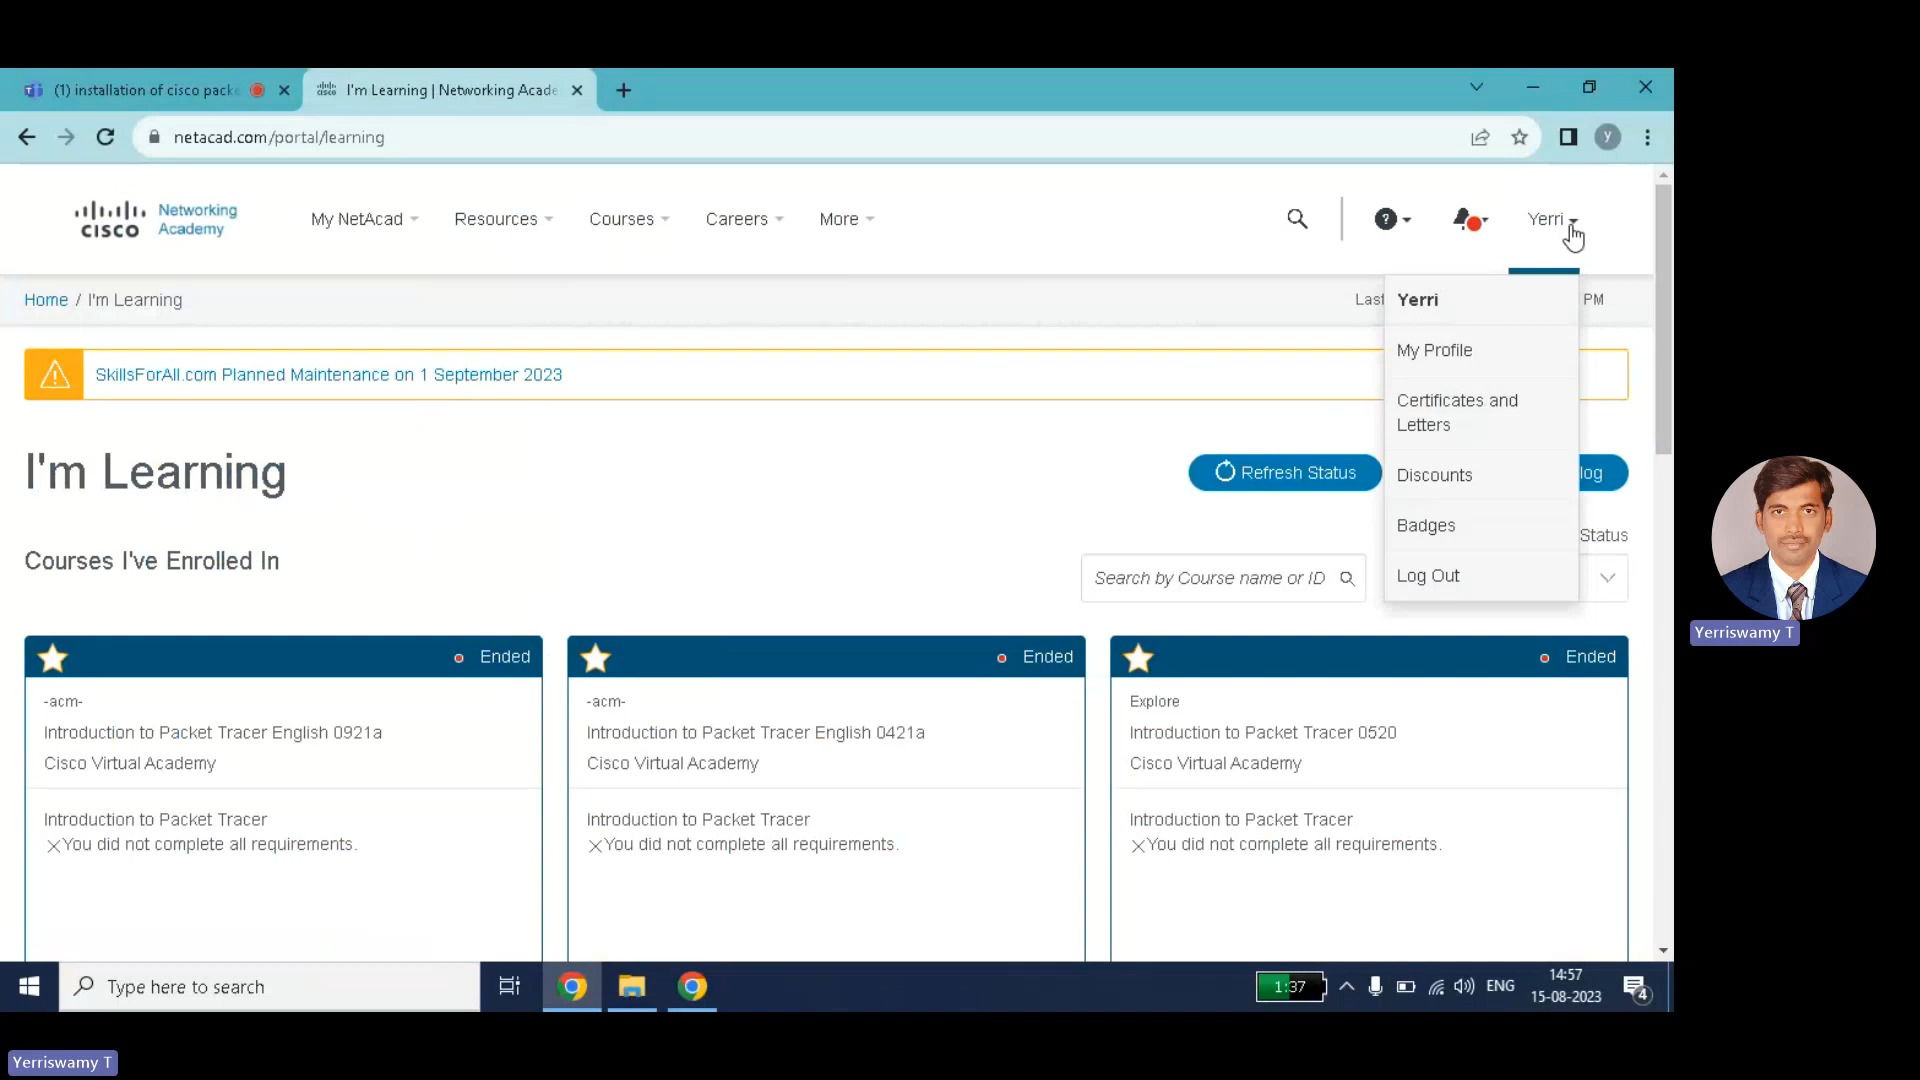 (1) installation of cisco packe
I'm Learning | Networking Acade
netacad.com/portal/learning
y
cisco
Networking
Academy
My NetAcad
Resources
Courses
Careers
More
?
Yerri
Home / I'm Learning
Last
PM
Yerri
My Profile
Certificates and
Letters
Discounts
Badges
Log Out
SkillsForAll.com Planned Maintenance on 1 September 2023
I'm Learning
Refresh Status
log
Courses I've Enrolled In
Status
Search by Course name or ID
Ended
-acm-
Introduction to Packet Tracer English 0921a
Cisco Virtual Academy
Introduction to Packet Tracer
You did not complete all requirements.
Ended
-acm-
Introduction to Packet Tracer English 0421a
Cisco Virtual Academy
Introduction to Packet Tracer
You did not complete all requirements.
Ended
Explore
Introduction to Packet Tracer 0520
Cisco Virtual Academy
Introduction to Packet Tracer
You did not complete all requirements.
Yerriswamy T
Type here to search
1:37
ENG
14:57
15-08-2023
4
Yerriswamy T